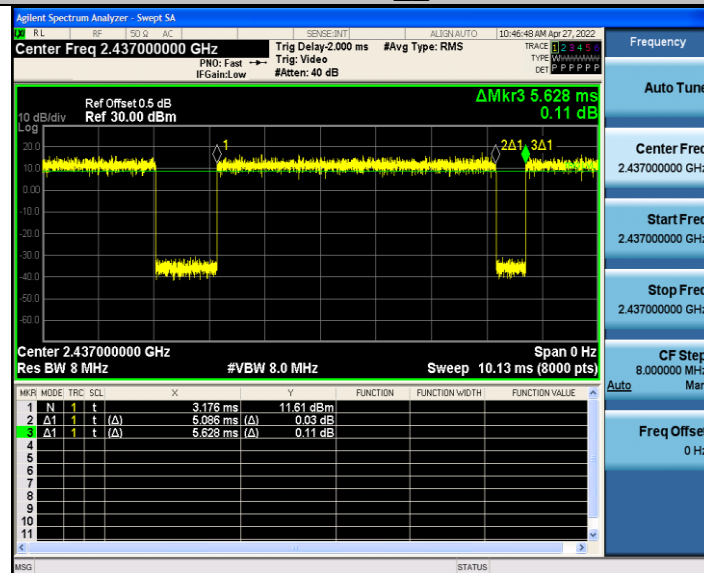 Agilent Spectrum Analyzer - Swept SA
RL RF 50 Ω AC SENSE:INT ALIGN AUTO 10:46:48 AM Apr 27, 2022
Center Freq 2.437000000 GHz Trig Delay-2.000 ms #Avg Type: RMS TRACE 1 2 3 4 5 6
PNO: Fast Trig: Video TYPE W
IFGain:Low #Atten: 40 dB DET P P P P P P
ΔMkr3 5.628 ms
0.11 dB
Ref Offset 0.5 dB
10 dB/div Ref 30.00 dBm
Log
1 2Δ1 3Δ1
20.0
10.0
0.00
-10.0
-20.0
-30.0
-40.0
-50.0
-60.0
Center 2.437000000 GHz Span 0 Hz
Res BW 8 MHz #VBW 8.0 MHz Sweep 10.13 ms (8000 pts)
MKR MODE TRC SCL X Y FUNCTION FUNCTION WIDTH FUNCTION VALUE
1 N 1 t 3.176 ms 11.61 dBm
2 Δ1 1 t (Δ) 5.086 ms (Δ) 0.03 dB
3 Δ1 1 t (Δ) 5.628 ms (Δ) 0.11 dB
4
5
6
7
8
9
10
11
MSG STATUS
Frequency
Auto Tune
Center Freq
2.437000000 GHz
Start Freq
2.437000000 GHz
Stop Freq
2.437000000 GHz
CF Step
8.000000 MHz
Auto Man
Freq Offset
0 Hz